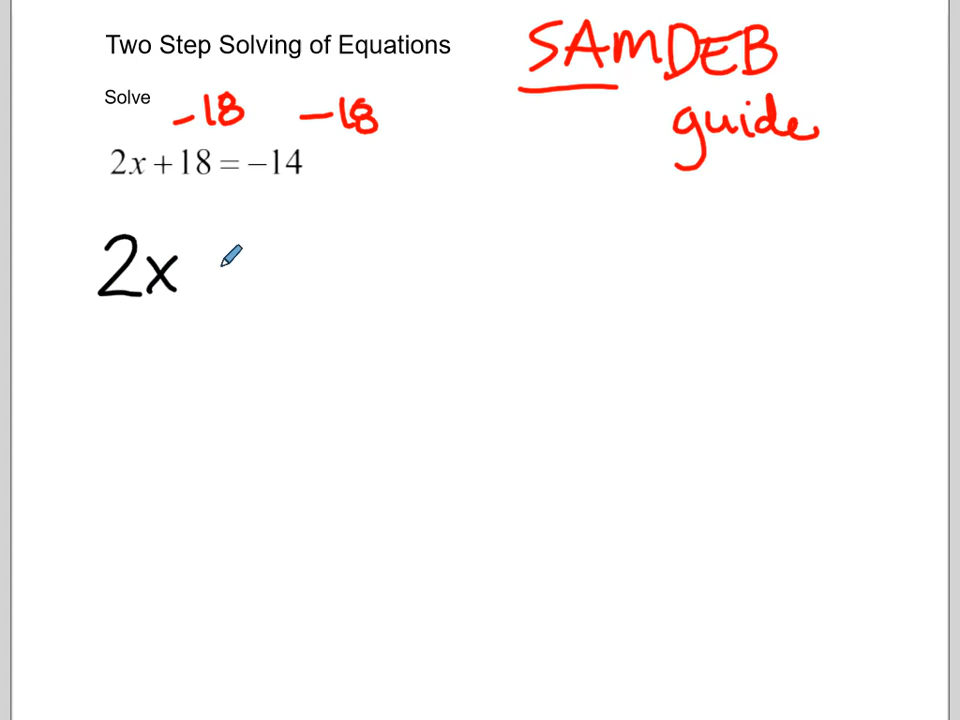 Two Step Solving of Equations
SAMDEB
guide
Solve
-18 -18
2x + 18 = −14
2x